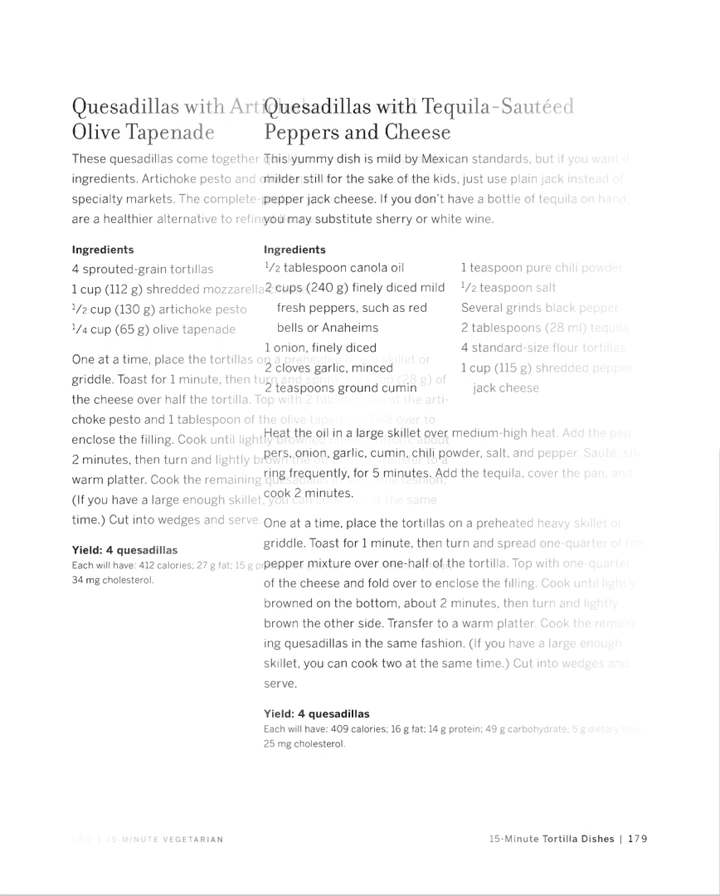 Quesadillas with
Olive Tapenade
These quesadillas come together
ingredients. Artichoke pesto and
specialty markets. The complete-
are a healthier alternative to
Ingredients
4 sprouted-grain tortillas
1 cup (112 g) shredded mozzarella
1/2 cup (130 g) artichoke pesto
1/4 cup (65 g) olive tapenade
One at a time, place the tortillas on a preheated skillet or
griddle. Toast for 1 minute, then turn and (28 g) of
the cheese over half the tortilla. Top with 2 of the arti-
choke pesto and 1 tablespoon of the olive over to
enclose the filling. Cook until lightly
2 minutes, then turn and lightly
warm platter. Cook the remaining
(If you have a large enough skillet, you can the same
time.) Cut into wedges and serve.
Yield: 4 quesadillas
Each will have: 412 calories; 27 g fat; 15 g
34 mg cholesterol.
15-MINUTE VEGETARIAN
Quesadillas with Tequila-Sautéed
Peppers and Cheese
This yummy dish is mild by Mexican standards, but if you want it
milder still for the sake of the kids, just use plain jack instead of
pepper jack cheese. If you don't have a bottle of tequila on hand,
you may substitute sherry or white wine.
Ingredients
1/2 tablespoon canola oil
2 cups (240 g) finely diced mild
fresh peppers, such as red
bells or Anaheims
1 onion, finely diced
2 cloves garlic, minced
2 teaspoons ground cumin
1 teaspoon pure chili powder
1/2 teaspoon salt
Several grinds black pepper
2 tablespoons (28 ml) tequila
4 standard-size flour tortillas
1 cup (115 g) shredded pepper
jack cheese
Heat the oil in a large skillet over medium-high heat. Add the pep-
pers, onion, garlic, cumin, chili powder, salt, and pepper. Sauté,
ring frequently, for 5 minutes. Add the tequila, cover the pan, and
cook 2 minutes.
One at a time, place the tortillas on a preheated heavy skillet or
griddle. Toast for 1 minute, then turn and spread one-quarter of the
pepper mixture over one-half of the tortilla. Top with one-quarter
of the cheese and fold over to enclose the filling. Cook until lightly
browned on the bottom, about 2 minutes, then turn and lightly
brown the other side. Transfer to a warm platter. Cook the remain-
ing quesadillas in the same fashion. (If you have a large enough
skillet, you can cook two at the same time.) Cut into wedges and
serve.
Yield: 4 quesadillas
Each will have: 409 calories; 16 g fat; 14 g protein; 49 g carbohydrate; 5 g dietary
25 mg cholesterol.
15-Minute Tortilla Dishes | 179